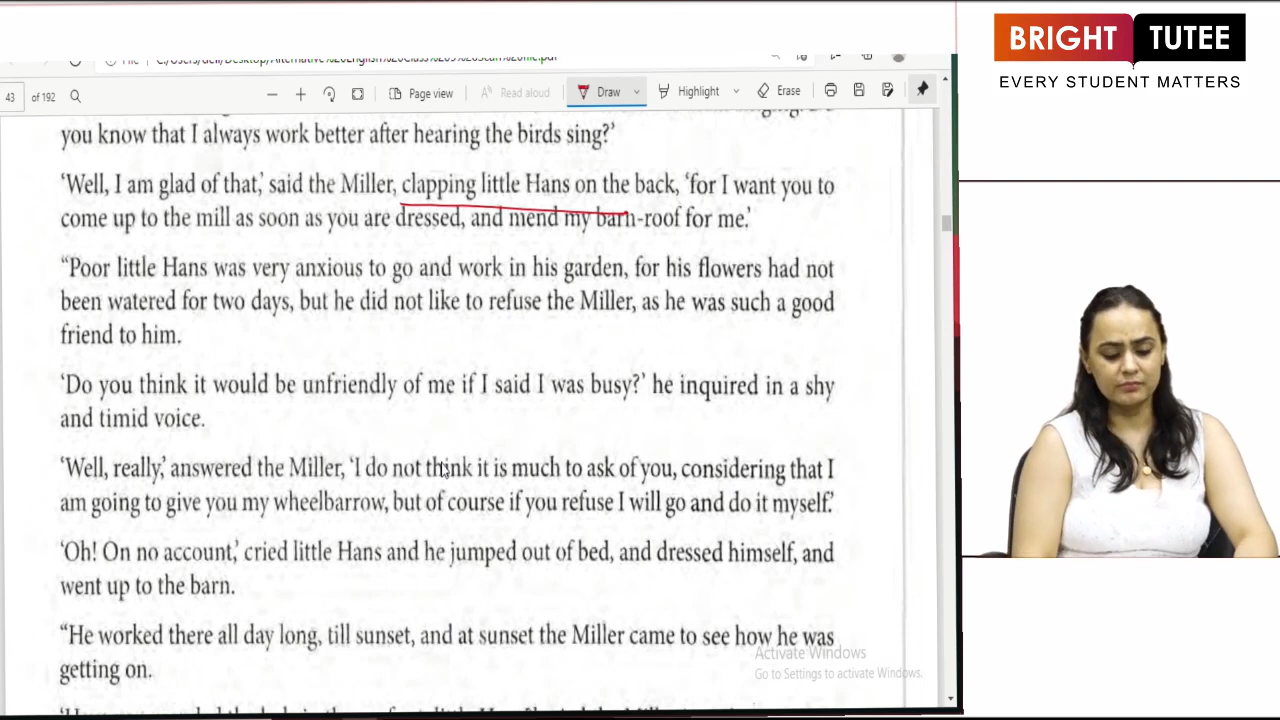 BRIGHT TUTEE
EVERY STUDENT MATTERS
43 of 192
Page view
Read aloud
Draw
Highlight
Erase
you know that I always work better after hearing the birds sing?’
‘Well, I am glad of that,’ said the Miller, clapping little Hans on the back, ‘for I want you to
come up to the mill as soon as you are dressed, and mend my barn-roof for me.’
“Poor little Hans was very anxious to go and work in his garden, for his flowers had not
been watered for two days, but he did not like to refuse the Miller, as he was such a good
friend to him.
‘Do you think it would be unfriendly of me if I said I was busy?’ he inquired in a shy
and timid voice.
‘Well, really,’ answered the Miller, ‘I do not think it is much to ask of you, considering that I
am going to give you my wheelbarrow, but of course if you refuse I will go and do it myself.’
‘Oh! On no account,’ cried little Hans and he jumped out of bed, and dressed himself, and
went up to the barn.
“He worked there all day long, till sunset, and at sunset the Miller came to see how he was
getting on.
Activate Windows
Go to Settings to activate Windows.